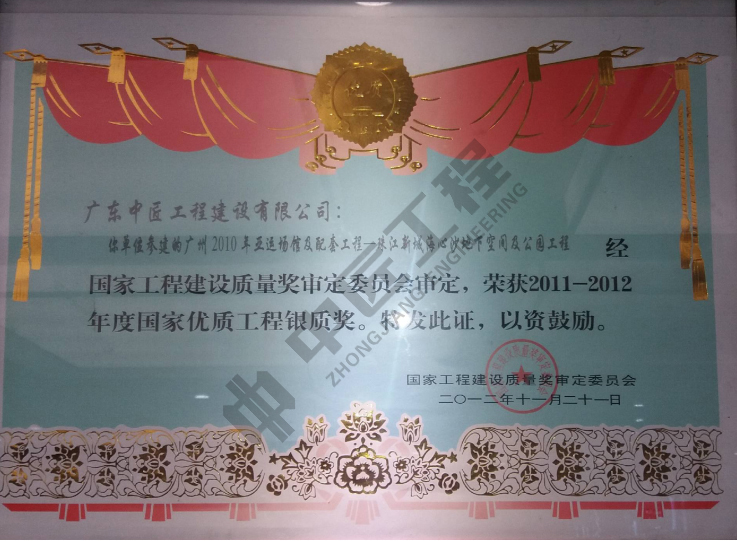 广东中匠工程建设有限公司：
你单位参建的广州2010年亚运场馆及配套工程—珠江新城海心沙地下空间及公园工程 经
国家工程建设质量奖审定委员会审定，荣获2011-2012
年度国家优质工程银质奖。特发此证，以资鼓励。
国家工程建设质量奖审定委员会
二〇一二年十一月二十一日
中匠工程
ZHONGJIANG ENGINEERING